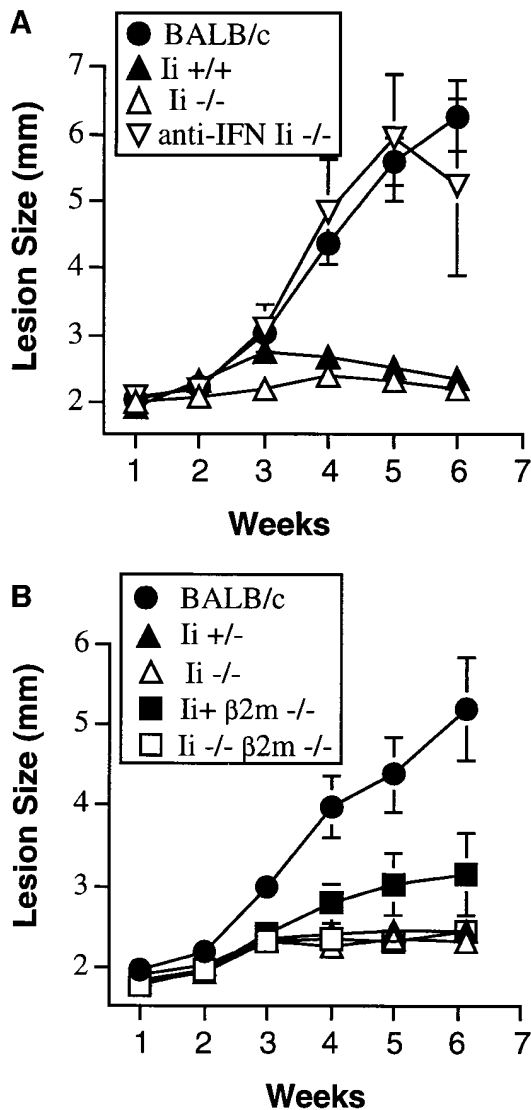 A
BALB/c
Ii +/+
Ii -/-
anti-IFN Ii -/-
7
6
5
4
3
2
Lesion Size (mm)
1 2 3 4 5 6 7
Weeks
B
BALB/c
Ii +/-
Ii -/-
Ii+ β2m -/-
Ii -/- β2m -/-
6
5
4
3
2
Lesion Size (mm)
1 2 3 4 5 6 7
Weeks